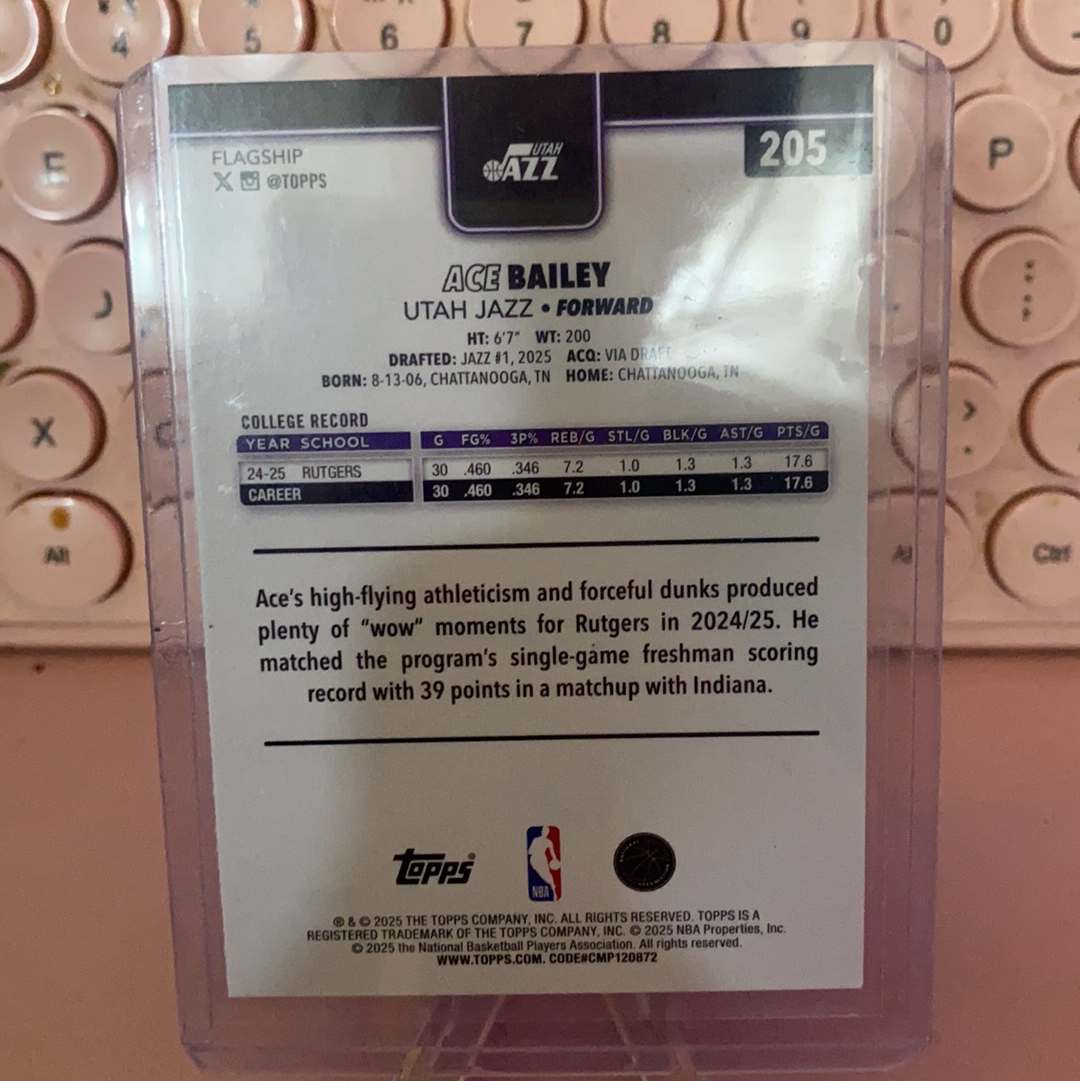 4 5 6 7 8 9 0
E
P
J
X
Alt
Alt
Ctrl
FLAGSHIP
@TOPPS
UTAH
JAZZ
205
ACE BAILEY
UTAH JAZZ • FORWARD
HT: 6'7" WT: 200
DRAFTED: JAZZ #1, 2025 ACQ: VIA DRAFT
BORN: 8-13-06, CHATTANOOGA, TN HOME: CHATTANOOGA, TN
COLLEGE RECORD
YEAR SCHOOL G FG% 3P% REB/G STL/G BLK/G AST/G PTS/G
24-25 RUTGERS 30 .460 .346 7.2 1.0 1.3 1.3 17.6
CAREER 30 .460 .346 7.2 1.0 1.3 1.3 17.6
Ace's high-flying athleticism and forceful dunks produced
plenty of "wow" moments for Rutgers in 2024/25. He
matched the program's single-game freshman scoring
record with 39 points in a matchup with Indiana.
Topps
NBA
® & © 2025 THE TOPPS COMPANY, INC. ALL RIGHTS RESERVED. TOPPS IS A
REGISTERED TRADEMARK OF THE TOPPS COMPANY, INC. © 2025 NBA Properties, Inc.
© 2025 the National Basketball Players Association. All rights reserved.
WWW.TOPPS.COM. CODE#CMP120872